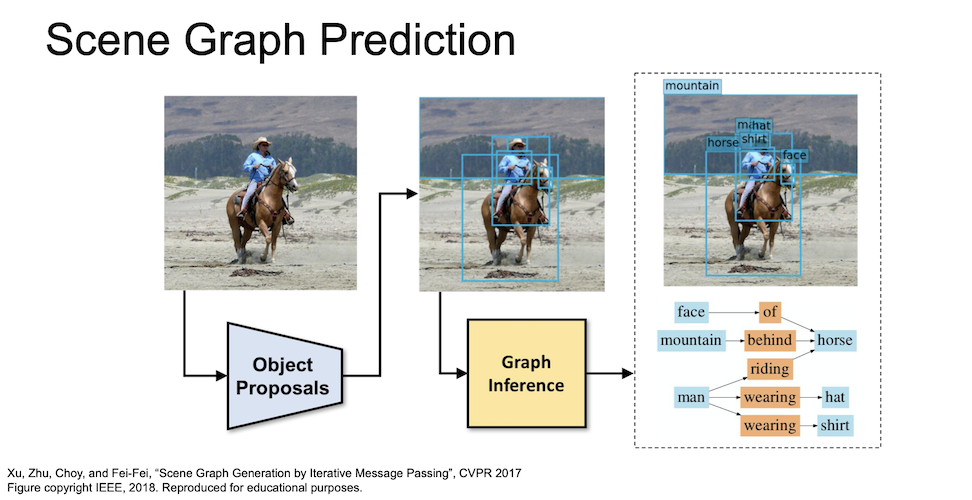 Scene Graph Prediction
mountain
man
hat
shirt
horse
face
Object
Proposals
Graph
Inference
face of
mountain behind horse
riding
man wearing hat
wearing shirt
Xu, Zhu, Choy, and Fei-Fei, “Scene Graph Generation by Iterative Message Passing”, CVPR 2017
Figure copyright IEEE, 2018. Reproduced for educational purposes.